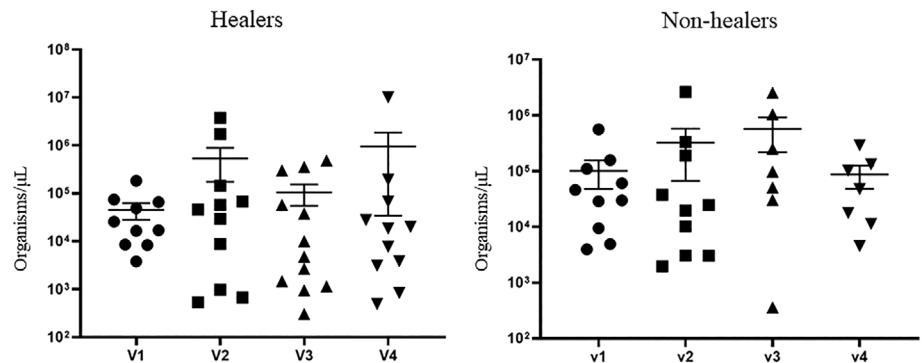 Healers
Non-healers
10⁸
10⁷
10⁶
10⁵
10⁴
10³
10²
Organisms/μL
V1 V2 V3 V4
10⁷
10⁶
10⁵
10⁴
10³
10²
Organisms/μL
v1 v2 v3 v4